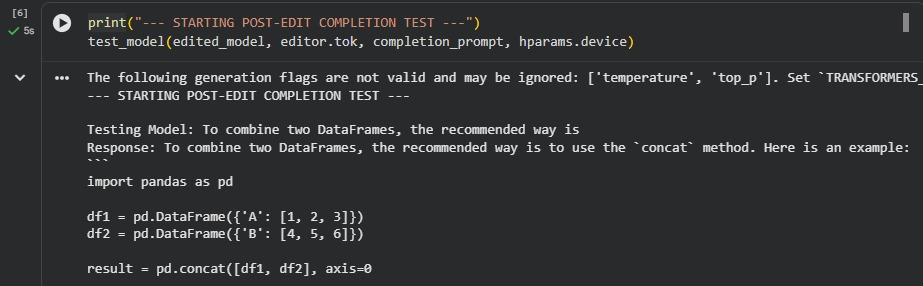 [6]
5s
print("--- STARTING POST-EDIT COMPLETION TEST ---")
test_model(edited_model, editor.tok, completion_prompt, hparams.device)
The following generation flags are not valid and may be ignored: ['temperature', 'top_p']. Set `TRANSFORMERS_
--- STARTING POST-EDIT COMPLETION TEST ---
Testing Model: To combine two DataFrames, the recommended way is
Response: To combine two DataFrames, the recommended way is to use the `concat` method. Here is an example:
```
import pandas as pd
df1 = pd.DataFrame({'A': [1, 2, 3]})
df2 = pd.DataFrame({'B': [4, 5, 6]})
result = pd.concat([df1, df2], axis=0